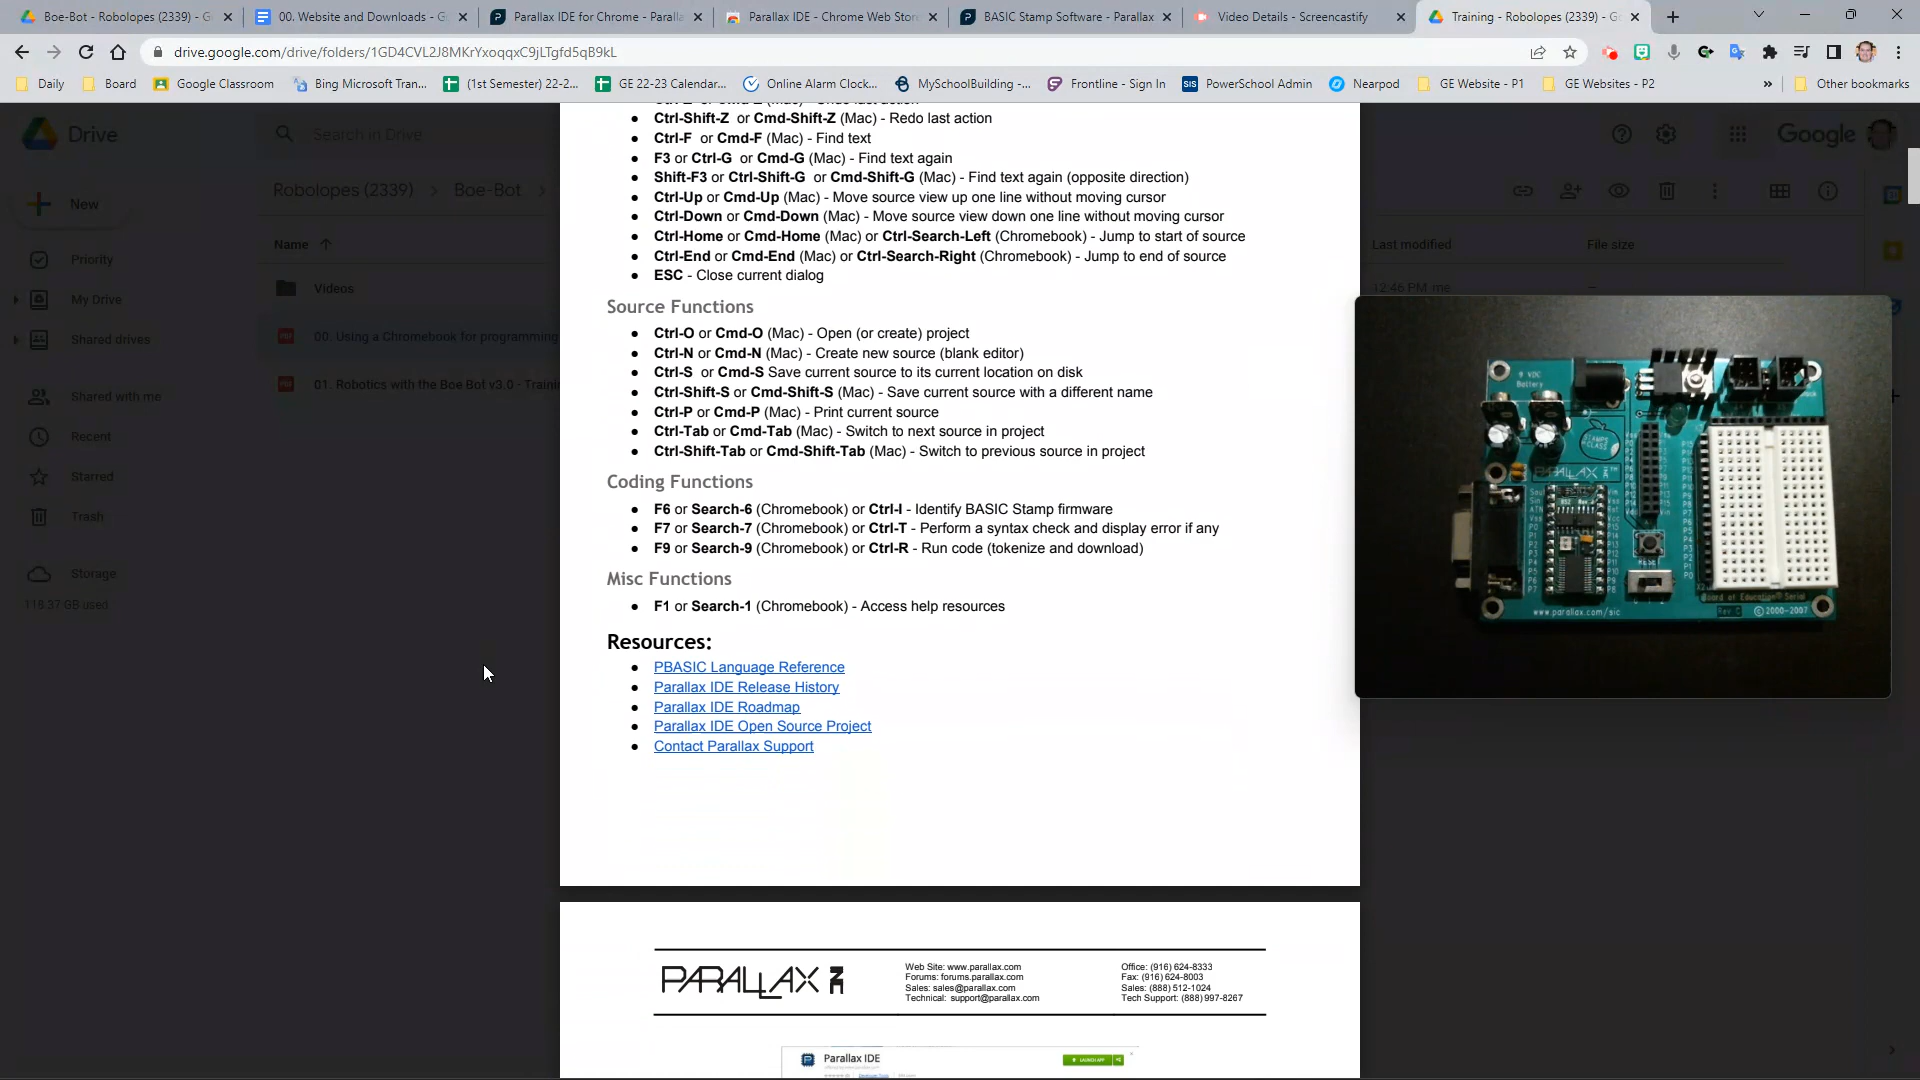 Boe-Bot - Robolopes (2339) - G
00. Website and Downloads - G
Parallax IDE for Chrome - Paralla
Parallax IDE - Chrome Web Stor
BASIC Stamp Software - Parallax
Video Details - Screencastify
Training - Robolopes (2339) - G
drive.google.com/drive/folders/1GD4CVL2J8MKrYxoqqxC9jLTgfd5qB9kL
Daily
Board
Google Classroom
Bing Microsoft Tran...
(1st Semester) 22-2...
GE 22-23 Calendar...
Online Alarm Clock...
MySchoolBuilding -...
Frontline - Sign In
SIS PowerSchool Admin
Nearpod
GE Website - P1
GE Websites - P2
»
Other bookmarks
Drive
Search in Drive
Google
Robolopes (2339) > Boe-Bot >
New
Name
Last modified
File size
Priority
My Drive
Shared drives
Shared with me
Recent
Starred
Trash
Storage
118.37 GB used
Videos
12:46 PM me
00. Using a Chromebook for programming
01. Robotics with the Boe Bot v3.0 - Traini
Ctrl-Shift-Z or Cmd-Shift-Z (Mac) - Redo last action
Ctrl-F or Cmd-F (Mac) - Find text
F3 or Ctrl-G or Cmd-G (Mac) - Find text again
Shift-F3 or Ctrl-Shift-G or Cmd-Shift-G (Mac) - Find text again (opposite direction)
Ctrl-Up or Cmd-Up (Mac) - Move source view up one line without moving cursor
Ctrl-Down or Cmd-Down (Mac) - Move source view down one line without moving cursor
Ctrl-Home or Cmd-Home (Mac) or Ctrl-Search-Left (Chromebook) - Jump to start of source
Ctrl-End or Cmd-End (Mac) or Ctrl-Search-Right (Chromebook) - Jump to end of source
ESC - Close current dialog
Source Functions
Ctrl-O or Cmd-O (Mac) - Open (or create) project
Ctrl-N or Cmd-N (Mac) - Create new source (blank editor)
Ctrl-S or Cmd-S Save current source to its current location on disk
Ctrl-Shift-S or Cmd-Shift-S (Mac) - Save current source with a different name
Ctrl-P or Cmd-P (Mac) - Print current source
Ctrl-Tab or Cmd-Tab (Mac) - Switch to next source in project
Ctrl-Shift-Tab or Cmd-Shift-Tab (Mac) - Switch to previous source in project
Coding Functions
F6 or Search-6 (Chromebook) or Ctrl-I - Identify BASIC Stamp firmware
F7 or Search-7 (Chromebook) or Ctrl-T - Perform a syntax check and display error if any
F9 or Search-9 (Chromebook) or Ctrl-R - Run code (tokenize and download)
Misc Functions
F1 or Search-1 (Chromebook) - Access help resources
Resources:
PBASIC Language Reference
Parallax IDE Release History
Parallax IDE Roadmap
Parallax IDE Open Source Project
Contact Parallax Support
PARALLAX INC
Web Site: www.parallax.com
Forums: forums.parallax.com
Sales: sales@parallax.com
Technical: support@parallax.com
Office: (916) 624-8333
Fax: (916) 624-8003
Sales: (888) 512-1024
Tech Support: (888) 997-8267
Parallax IDE
LAUNCH APP
9 VDC
Battery
STAMPS
CLASS
PARALLAX INC
RESET
Board of Education® Serial
www.parallax.com/sic
Rev C
©2000-2007